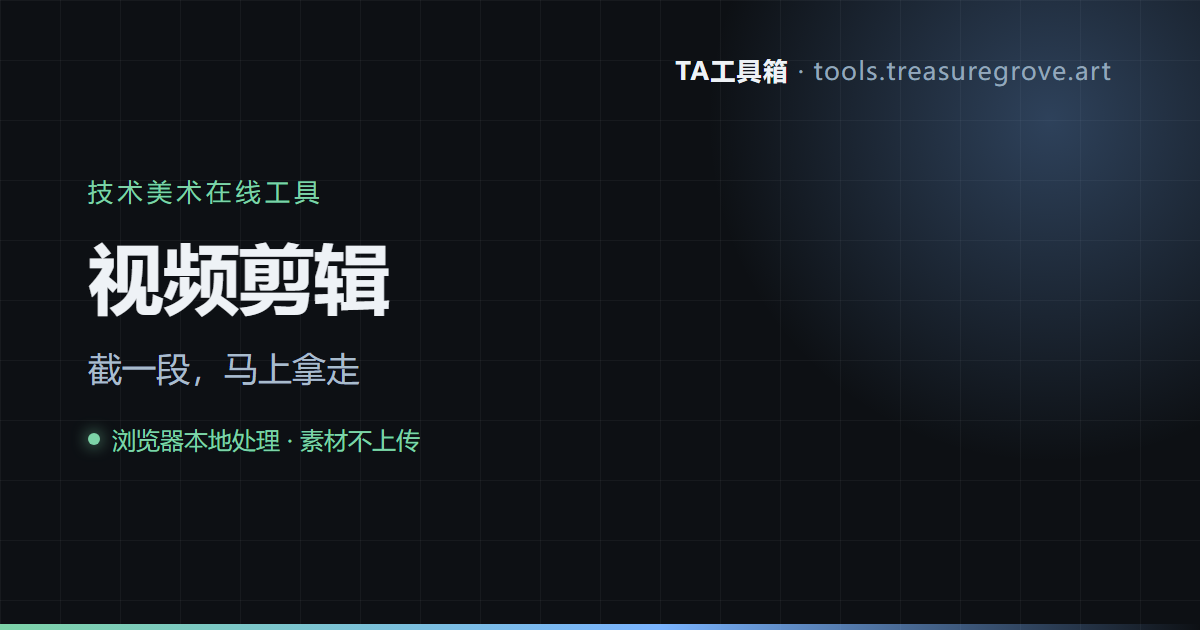 TA工具箱 · tools.treasuregrove.art
技术美术在线工具
视频剪辑
截一段，马上拿走
浏览器本地处理 · 素材不上传